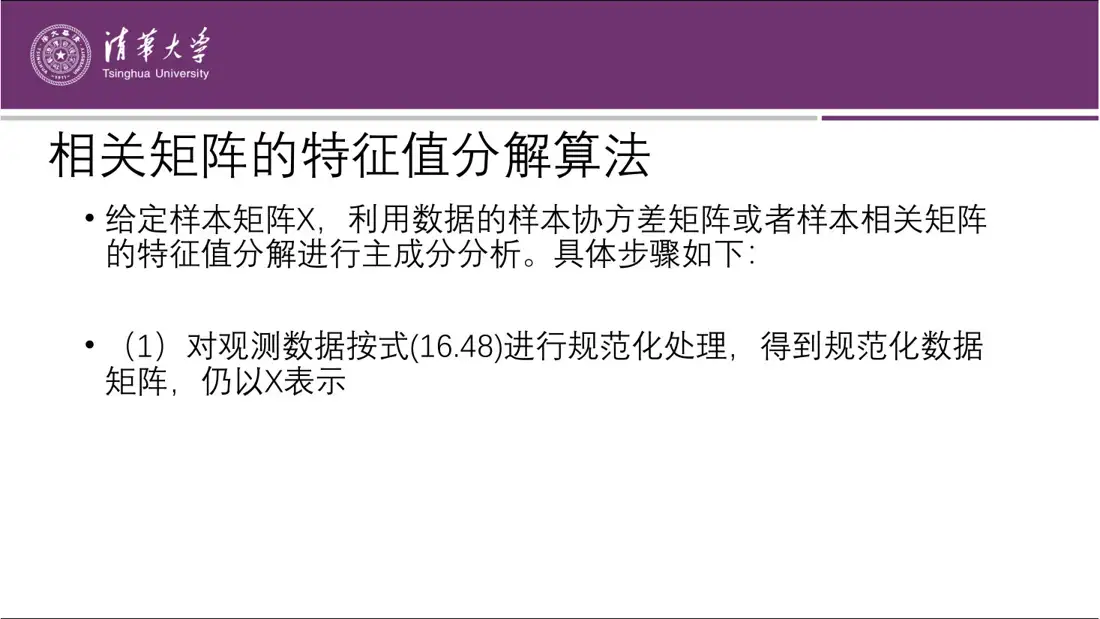 清华大学
Tsinghua University
相关矩阵的特征值分解算法
• 给定样本矩阵X，利用数据的样本协方差矩阵或者样本相关矩阵
的特征值分解进行主成分分析。具体步骤如下：
• （1）对观测数据按式(16.48)进行规范化处理，得到规范化数据
矩阵，仍以X表示